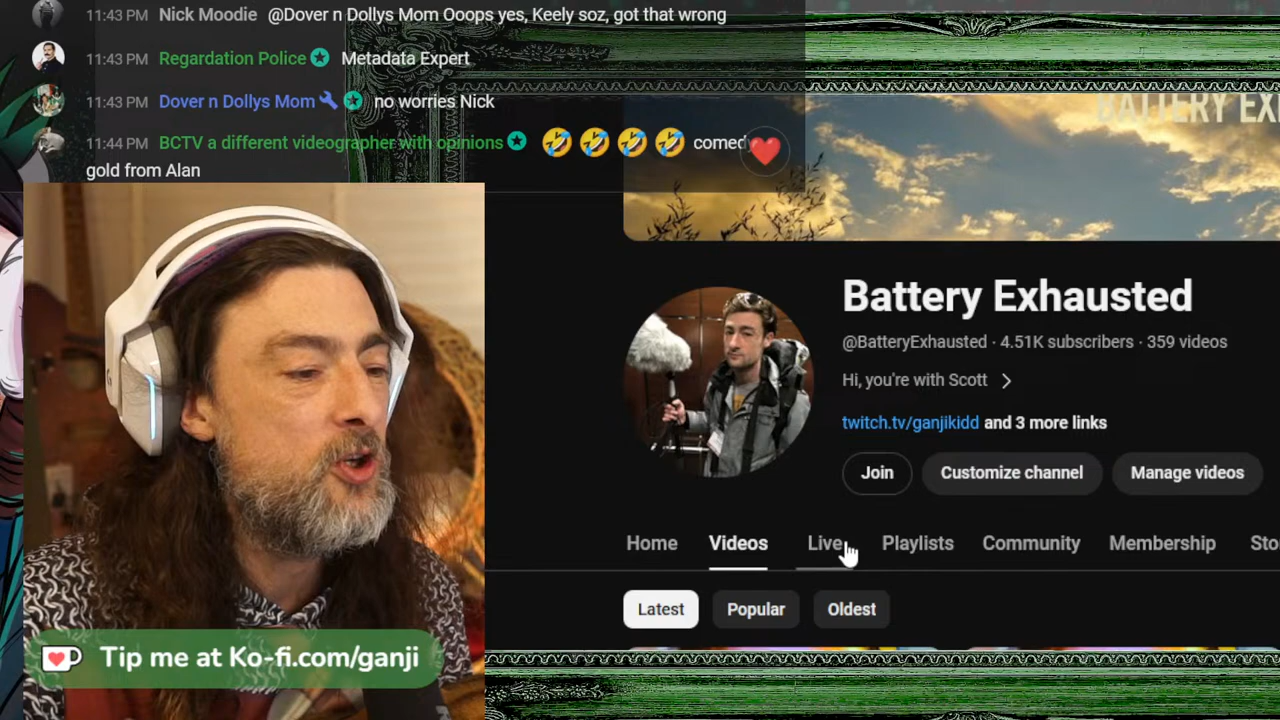 11:43 PM Nick Moodie @Dover n Dollys Mom Ooops yes, Keely soz, got that wrong
11:43 PM Regardation Police Metadata Expert
11:43 PM Dover n Dollys Mom no worries Nick
11:44 PM BCTV a different videographer with opinions 🤣 🤣 🤣 🤣 comedy
gold from Alan
BATTERY EX
Battery Exhausted
@BatteryExhausted · 4.51K subscribers · 359 videos
Hi, you're with Scott
twitch.tv/ganjikidd and 3 more links
Join Customize channel Manage videos
Home Videos Live Playlists Community Membership Sto
Latest Popular Oldest
Tip me at Ko-fi.com/ganji